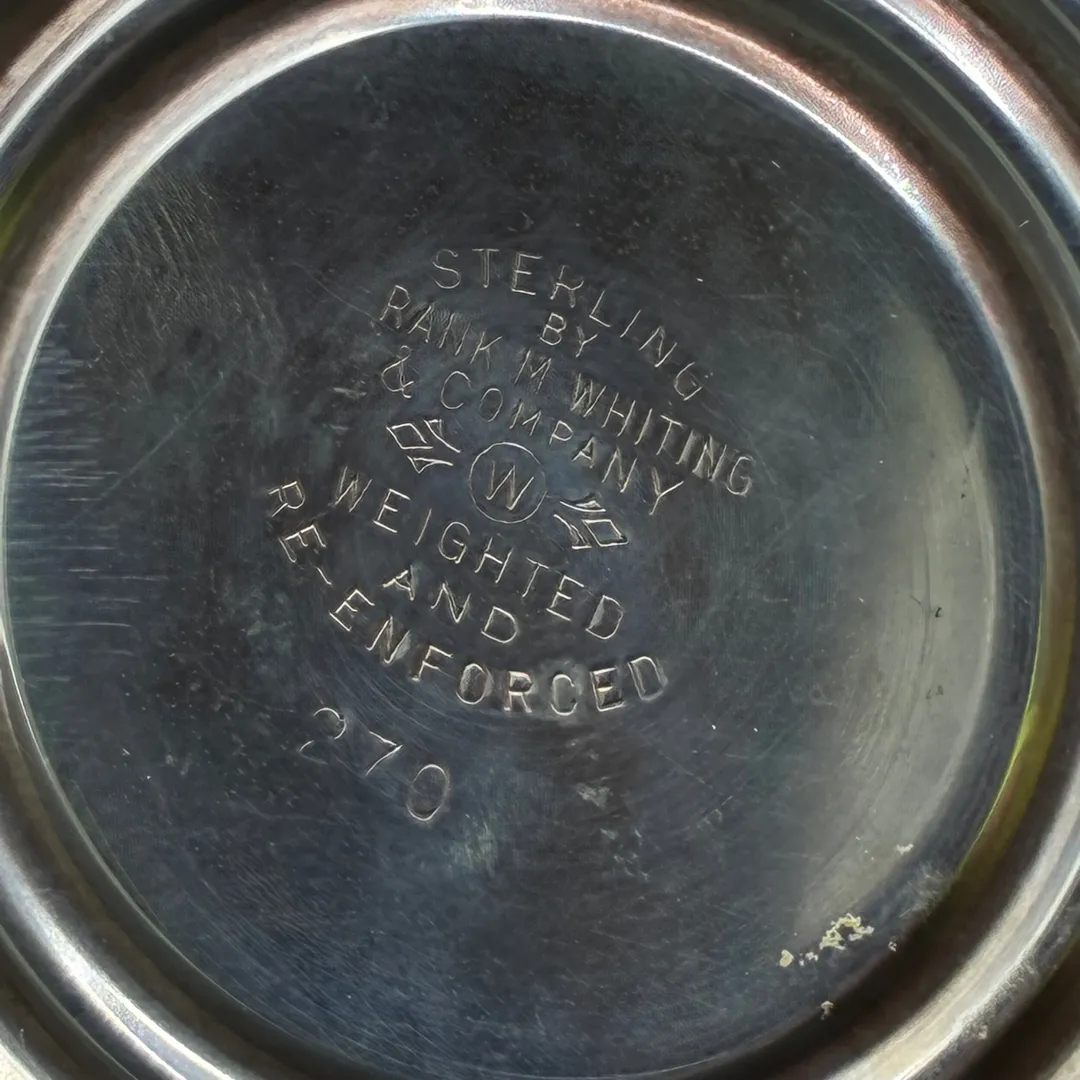 STERLING
BY
RANK M WHITING
& COMPANY
W
WEIGHTED
AND
RE-ENFORCED
270